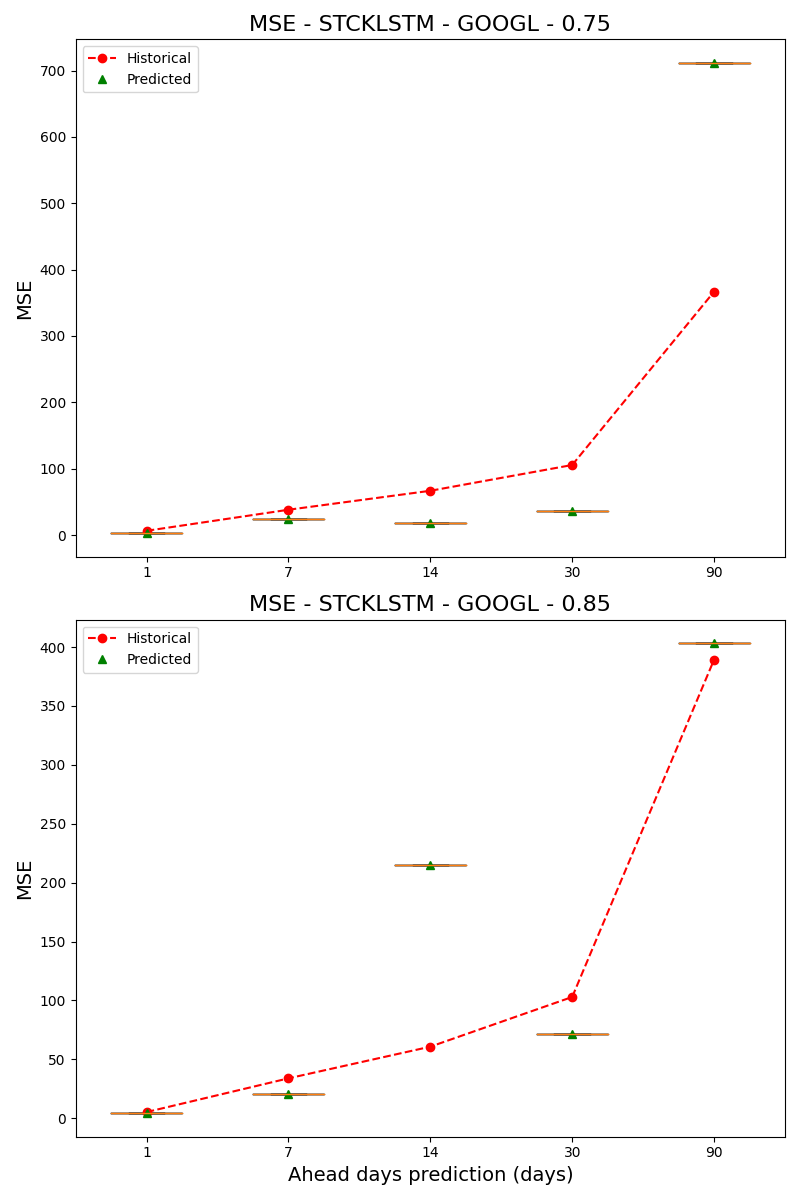 MSE - STCKLSTM - GOOGL - 0.75
Historical
Predicted
700
600
500
400
300
200
100
0
MSE
1 7 14 30 90
MSE - STCKLSTM - GOOGL - 0.85
Historical
Predicted
400
350
300
250
200
150
100
50
0
MSE
1 7 14 30 90
Ahead days prediction (days)